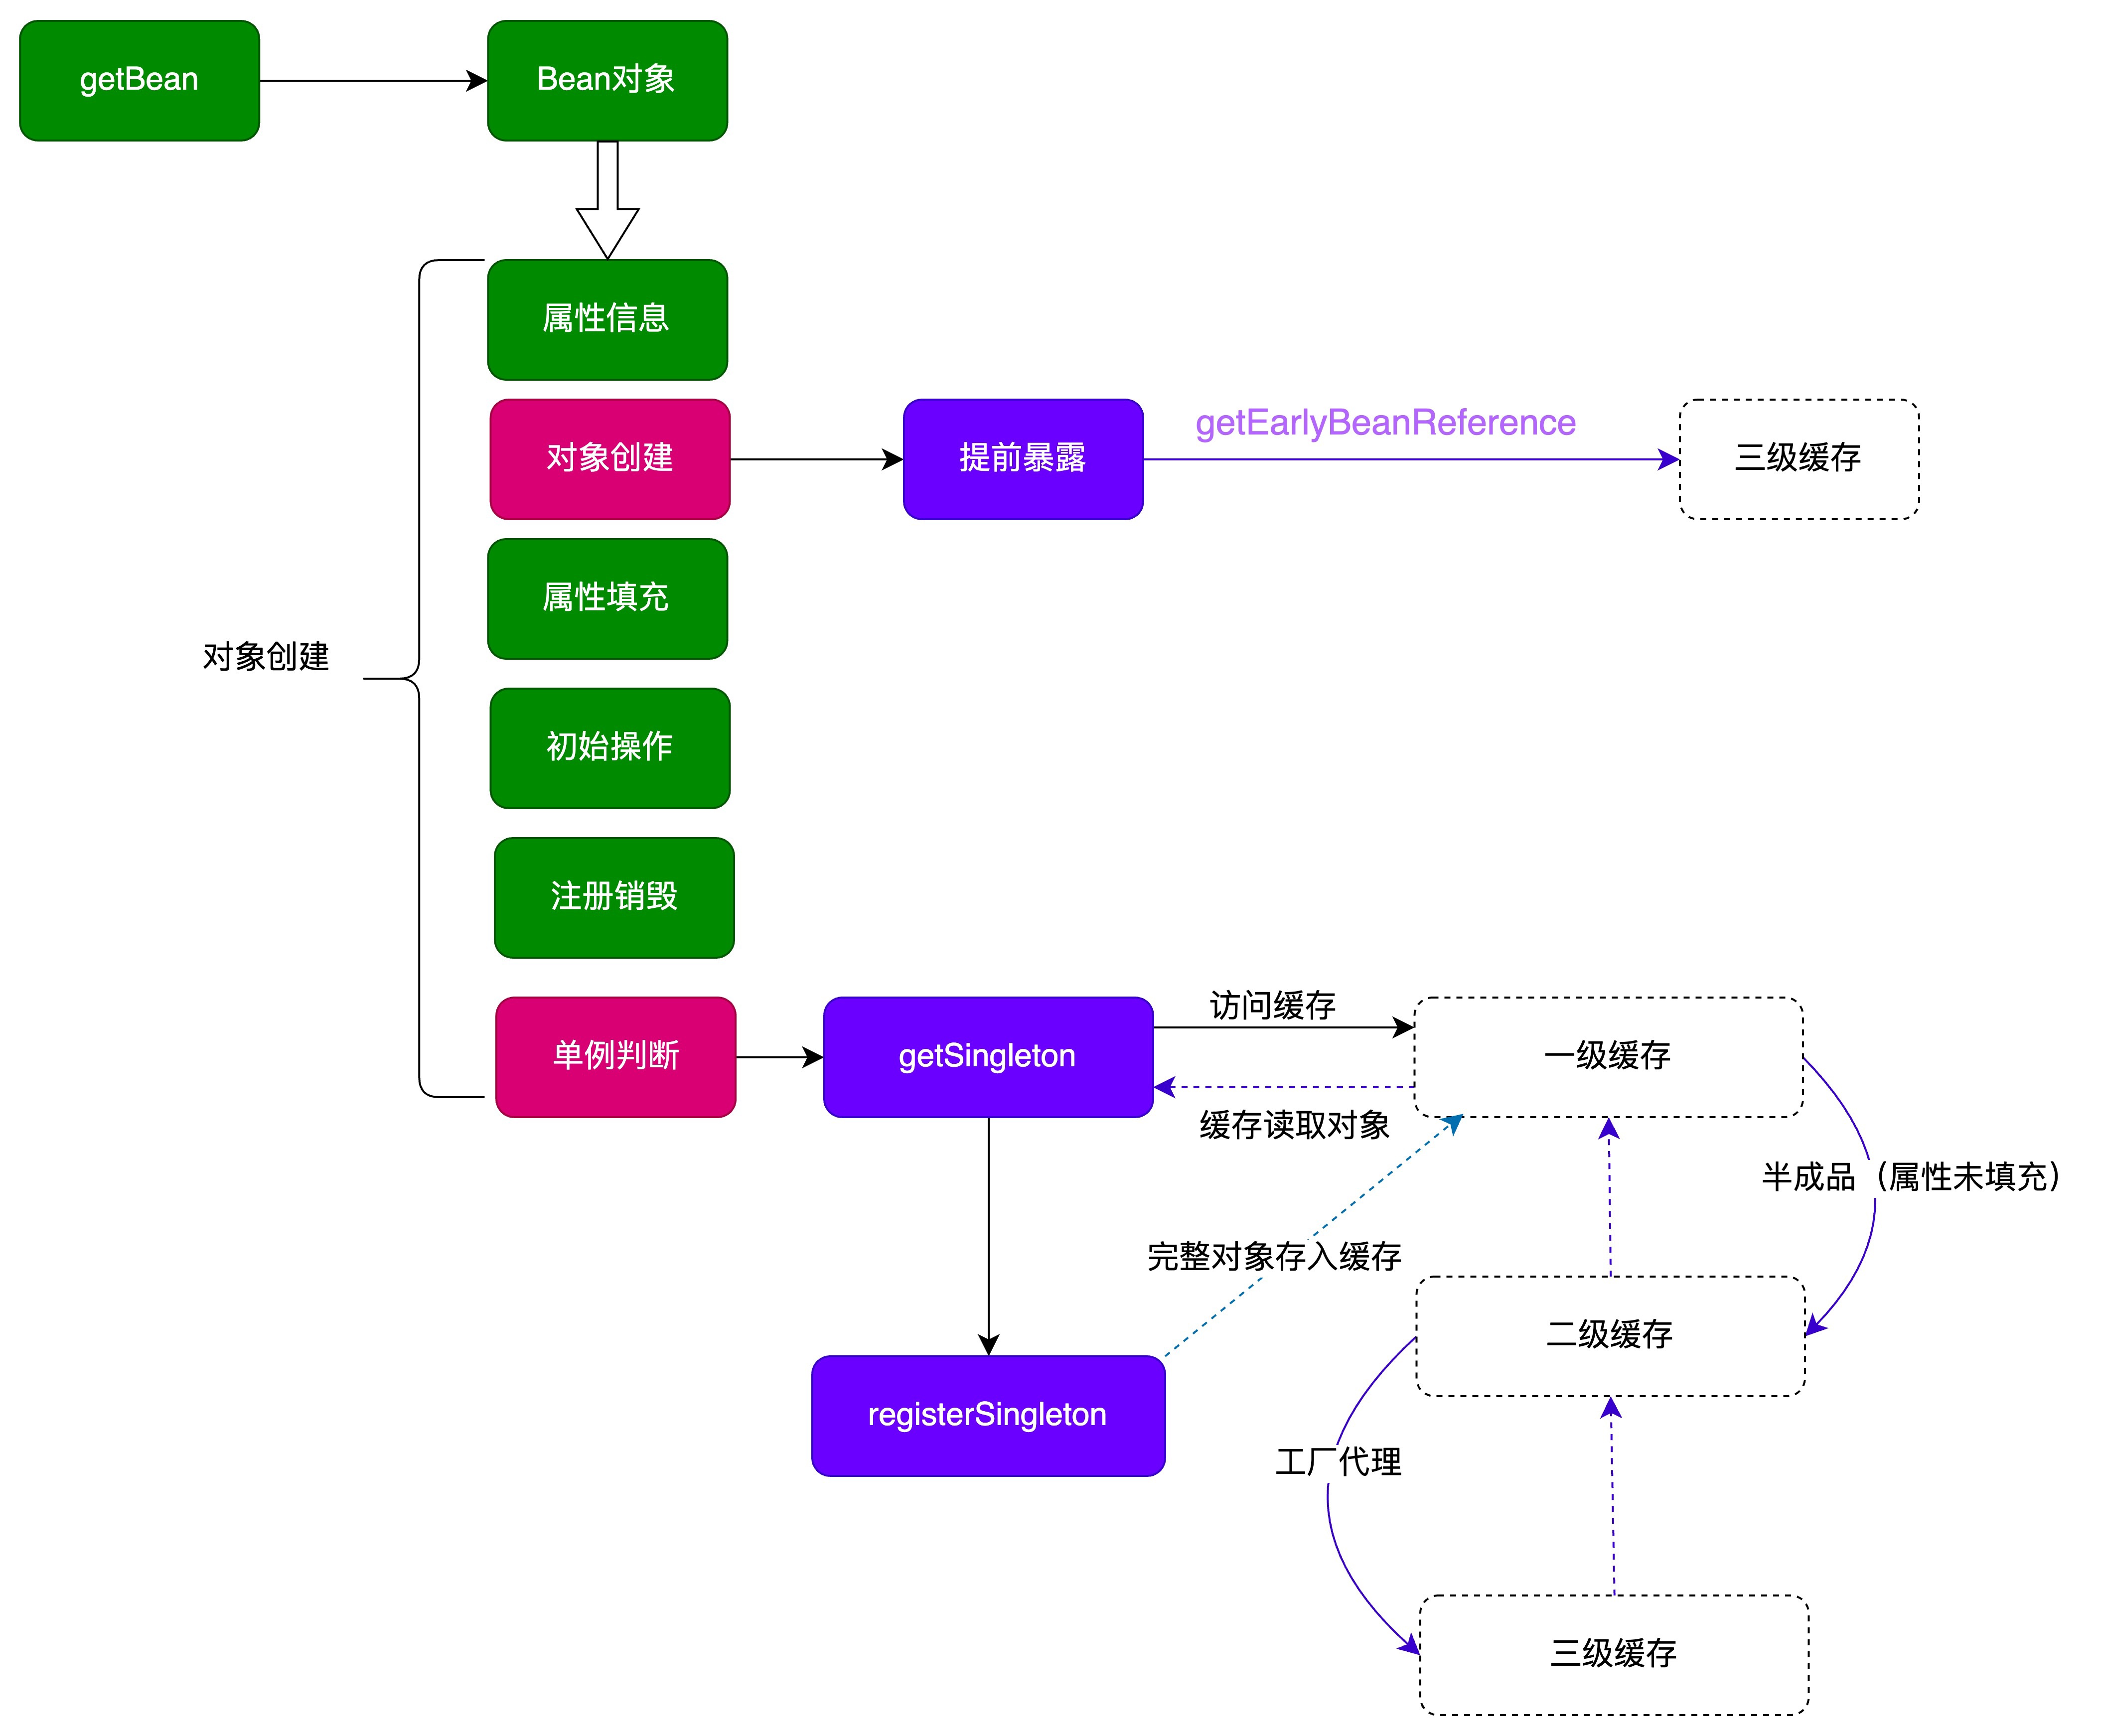 getBean
Bean对象
属性信息
对象创建
提前暴露
getEarlyBeanReference
三级缓存
属性填充
对象创建
初始操作
注册销毁
单例判断
getSingleton
访问缓存
一级缓存
缓存读取对象
半成品（属性未填充）
完整对象存入缓存
二级缓存
registerSingleton
工厂代理
三级缓存